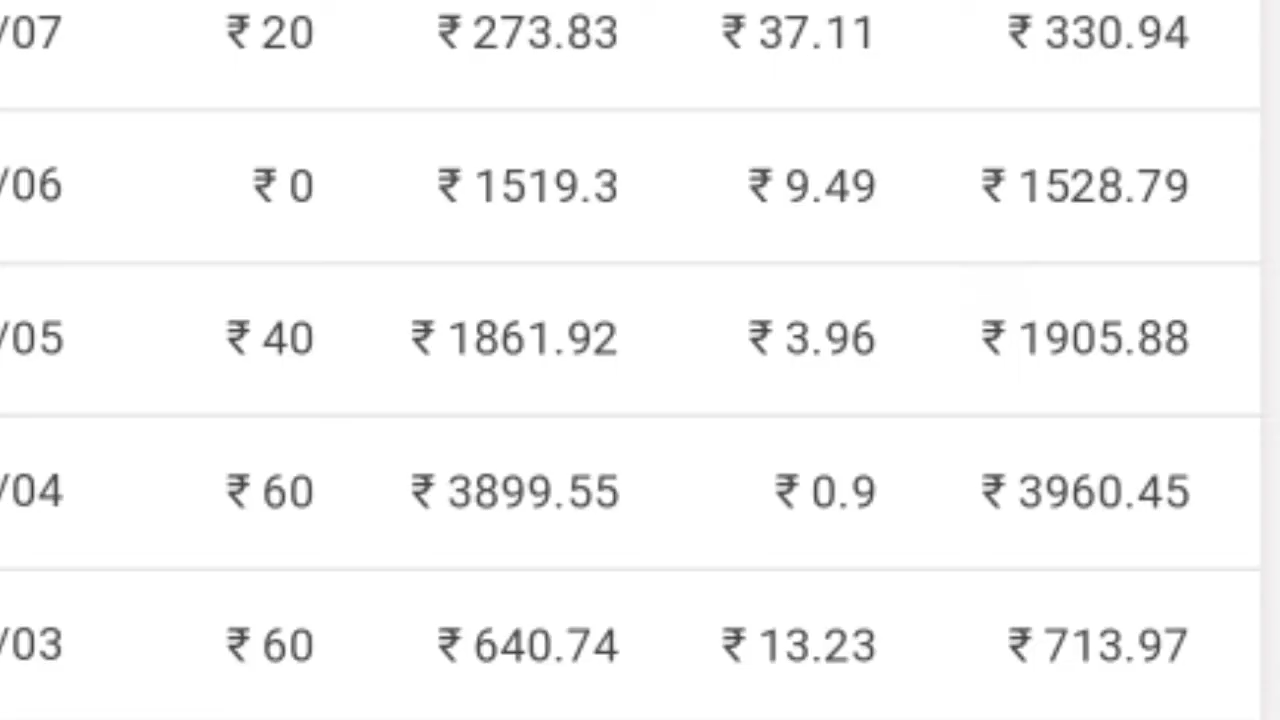 /07 ₹ 20 ₹ 273.83 ₹ 37.11 ₹ 330.94
/06 ₹ 0 ₹ 1519.3 ₹ 9.49 ₹ 1528.79
/05 ₹ 40 ₹ 1861.92 ₹ 3.96 ₹ 1905.88
/04 ₹ 60 ₹ 3899.55 ₹ 0.9 ₹ 3960.45
/03 ₹ 60 ₹ 640.74 ₹ 13.23 ₹ 713.97